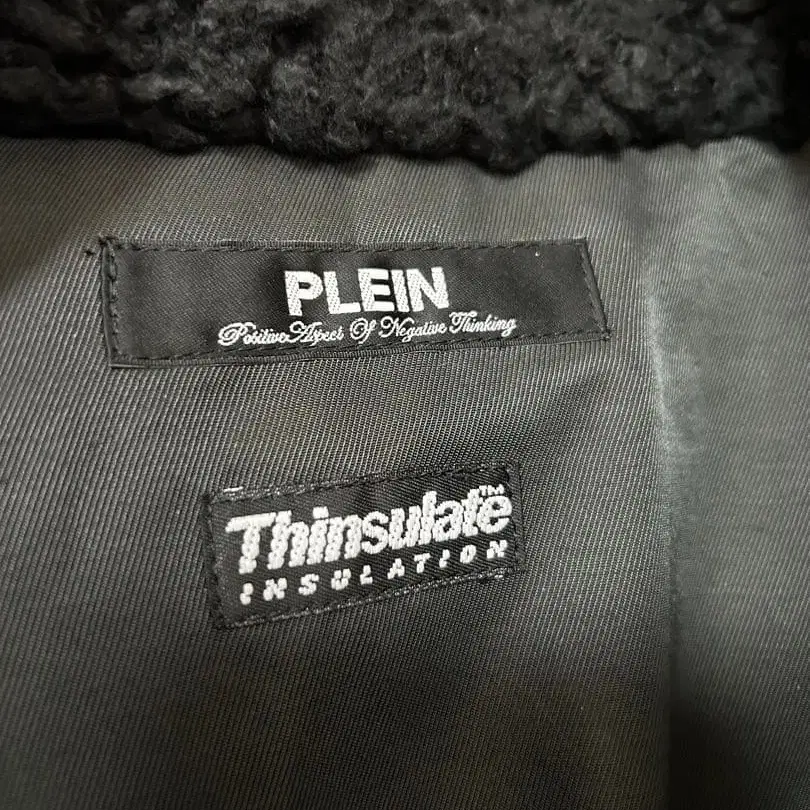 PLEIN
Positive Aspect Of Negative Thinking
Thinsulate™
INSULATION